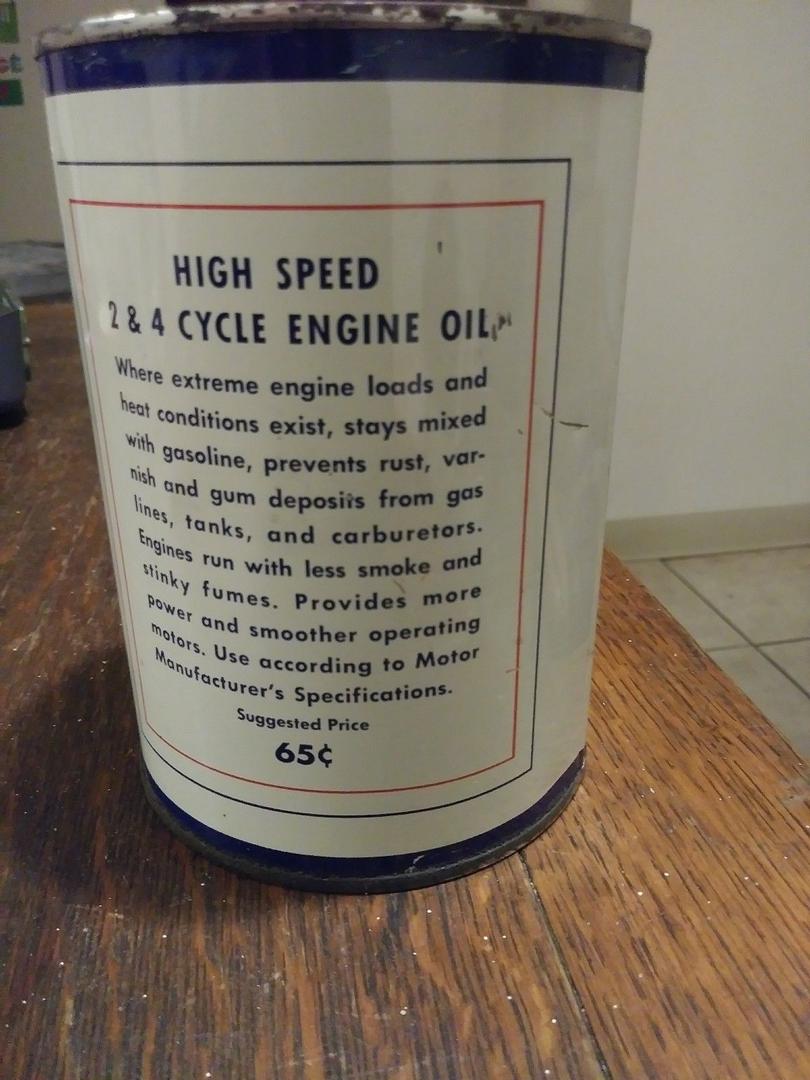 HIGH SPEED
2 & 4 CYCLE ENGINE OIL
Where extreme engine loads and
heat conditions exist, stays mixed
with gasoline, prevents rust, var-
nish and gum deposits from gas
lines, tanks, and carburetors.
Engines run with less smoke and
stinky fumes. Provides more
power and smoother operating
motors. Use according to Motor
Manufacturer's Specifications.
Suggested Price
65¢